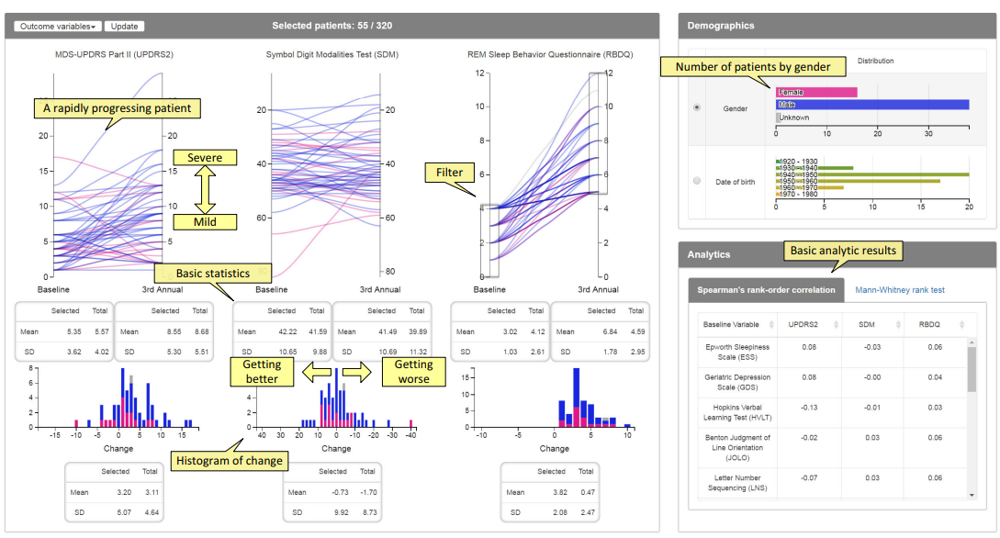 Outcome variables
Update
Selected patients: 55 / 320
MDS-UPDRS Part II (UPDRS2)
Symbol Digit Modalities Test (SDM)
REM Sleep Behavior Questionnaire (RBDQ)
A rapidly progressing patient
Severe
Mild
Filter
20 20
15 15
10 10
5 5
0
20 20
40 40
60 60
80
12 12
10 10
8 8
6 6
4 4
2 2
0 0
Basic statistics
Baseline 3rd Annual
Baseline 3rd Annual
Baseline 3rd Annual
Selected Total Selected Total
Mean 5.35 5.57 Mean 8.55 8.68
SD 3.62 4.02 SD 5.30 5.51
Selected Total Selected Total
Mean 42.22 41.59 Mean 41.49 39.89
SD 10.65 9.88 SD 10.69 11.32
Selected Total Selected Total
Mean 3.02 4.12 Mean 6.84 4.59
SD 1.03 2.61 SD 1.78 2.95
Getting
better
Getting
worse
8
6
4
2
0
-15 -10 -5 0 5 10 15
Change
4
2
0
40 30 20 10 0 -10 -20 -30 -40
Change
15
10
5
0
-10 -5 0 5 10
Change
Histogram of change
Selected Total
Mean 3.20 3.11
SD 5.07 4.64
Selected Total
Mean -0.73 -1.70
SD 9.92 8.73
Selected Total
Mean 3.82 0.47
SD 2.08 2.47
Demographics
Number of patients by gender
Distribution
Gender
Female
Male
Unknown
10 20 30
0 10 20 30
Date of birth
1920 - 1930
1930 - 1940
1940 - 1950
1950 - 1960
1960 - 1970
1970 - 1980
0 5 10 15 20
Analytics
Basic analytic results
Spearman's rank-order correlation
Mann-Whitney rank test
Baseline Variable UPDRS2 SDM RBDQ
Epworth Sleepiness
Scale (ESS) 0.08 -0.03 0.06
Geriatric Depression
Scale (GDS) 0.08 -0.00 0.04
Hopkins Verbal
Learning Test (HVLT) -0.13 -0.01 0.03
Benton Judgment of
Line Orientation
(JOLO) -0.02 0.03 0.06
Letter Number
Sequencing (LNS) -0.07 0.03 0.06